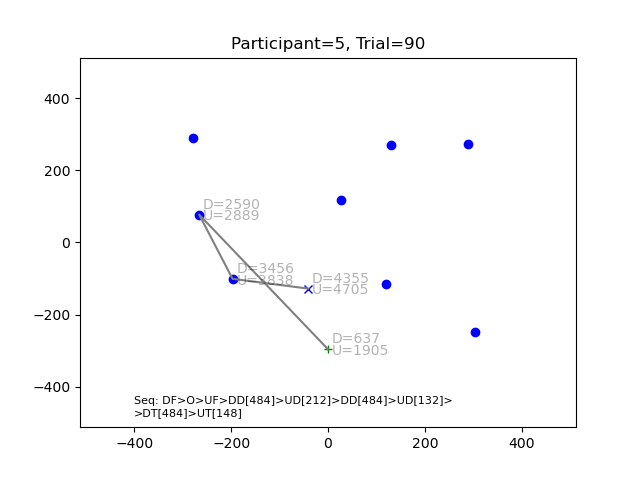 Participant=5, Trial=90
400
200
0
−200
−400
D=2590
U=2889
D=3456
U=3838
D=4355
U=4705
D=637
U=1905
Seq: DF>O>UF>DD[484]>UD[212]>DD[484]>UD[132]>
>DT[484]>UT[148]
−400
−200
0
200
400